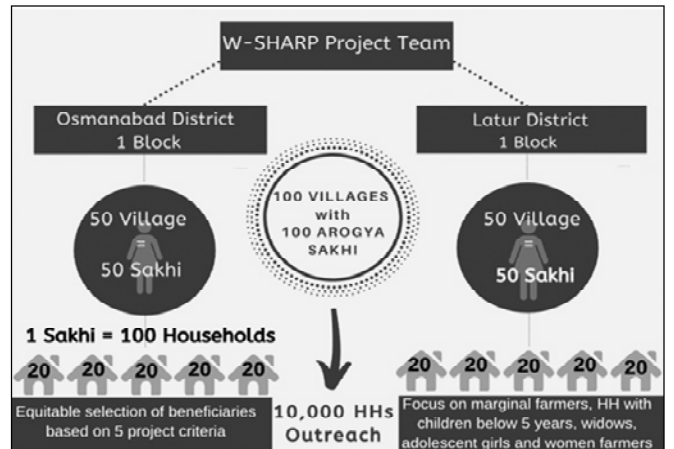 W-SHARP Project Team
Osmanabad District
1 Block
Latur District
1 Block
50 Village
=
50 Sakhi
100 VILLAGES
with
100 AROGYA
SAKHI
50 Village
=
50 Sakhi
1 Sakhi = 100 Households
20 20 20 20 20
20 20 20 20 20
Equitable selection of beneficiaries
based on 5 project criteria
10,000 HHs
Outreach
Focus on marginal farmers, HH with
children below 5 years, widows,
adolescent girls and women farmers